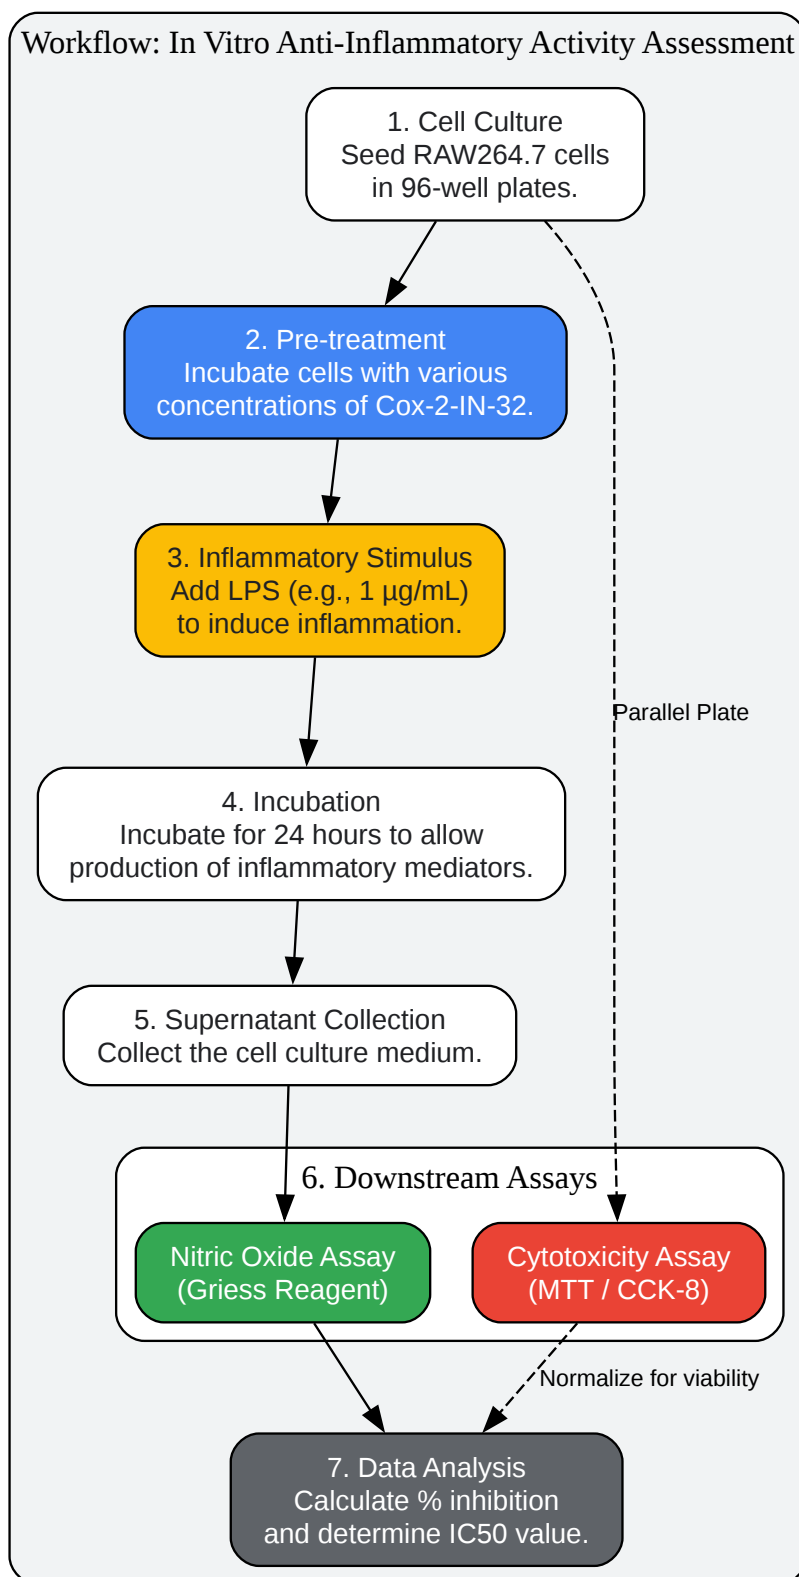 Workflow: In Vitro Anti-Inflammatory Activity Assessment
1. Cell Culture
Seed RAW264.7 cells
in 96-well plates.
2. Pre-treatment
Incubate cells with various
concentrations of Cox-2-IN-32.
3. Inflammatory Stimulus
Add LPS (e.g., 1 µg/mL)
to induce inflammation.
Parallel Plate
4. Incubation
Incubate for 24 hours to allow
production of inflammatory mediators.
5. Supernatant Collection
Collect the cell culture medium.
6. Downstream Assays
Nitric Oxide Assay
(Griess Reagent)
Cytotoxicity Assay
(MTT / CCK-8)
Normalize for viability
7. Data Analysis
Calculate % inhibition
and determine IC50 value.